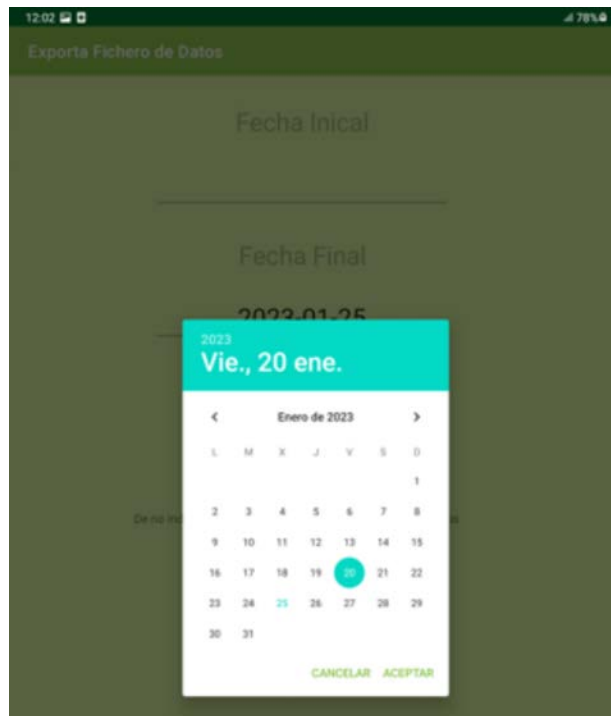 12:02 78%
Exporta Fichero de Datos
Fecha Inical
Fecha Final
2023-01-25
2023
Vie., 20 ene.
Enero de 2023
L M X J V S D
1
2 3 4 5 6 7 8
De no
9 10 11 12 13 14 15
16 17 18 19 20 21 22
23 24 25 26 27 28 29
30 31
CANCELAR ACEPTAR